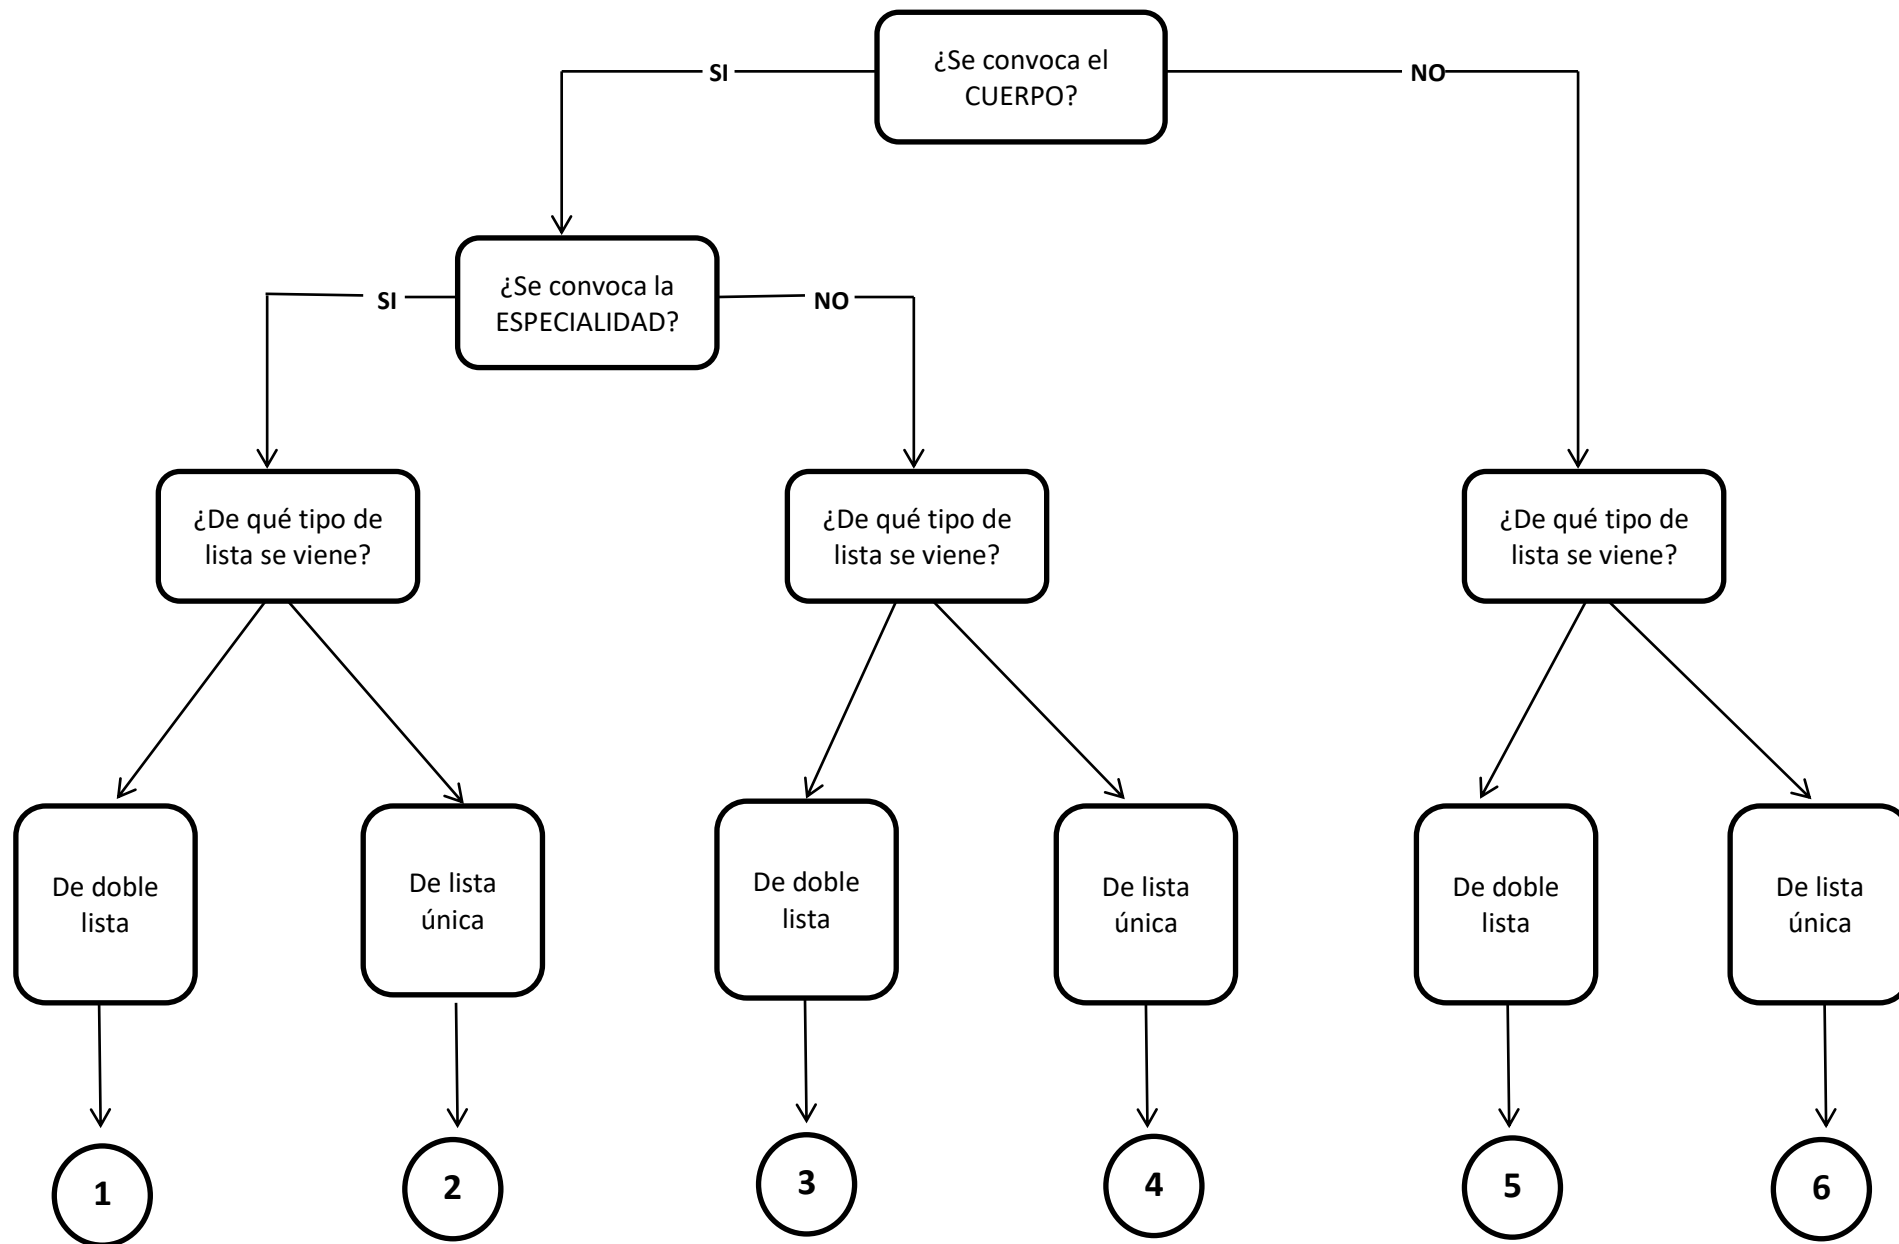 ¿Se convoca el
CUERPO?
SI
NO
¿Se convoca la
ESPECIALIDAD?
SI
NO
¿De qué tipo de
lista se viene?
¿De qué tipo de
lista se viene?
¿De qué tipo de
lista se viene?
De doble
lista
De lista
única
De doble
lista
De lista
única
De doble
lista
De lista
única
1
2
3
4
5
6